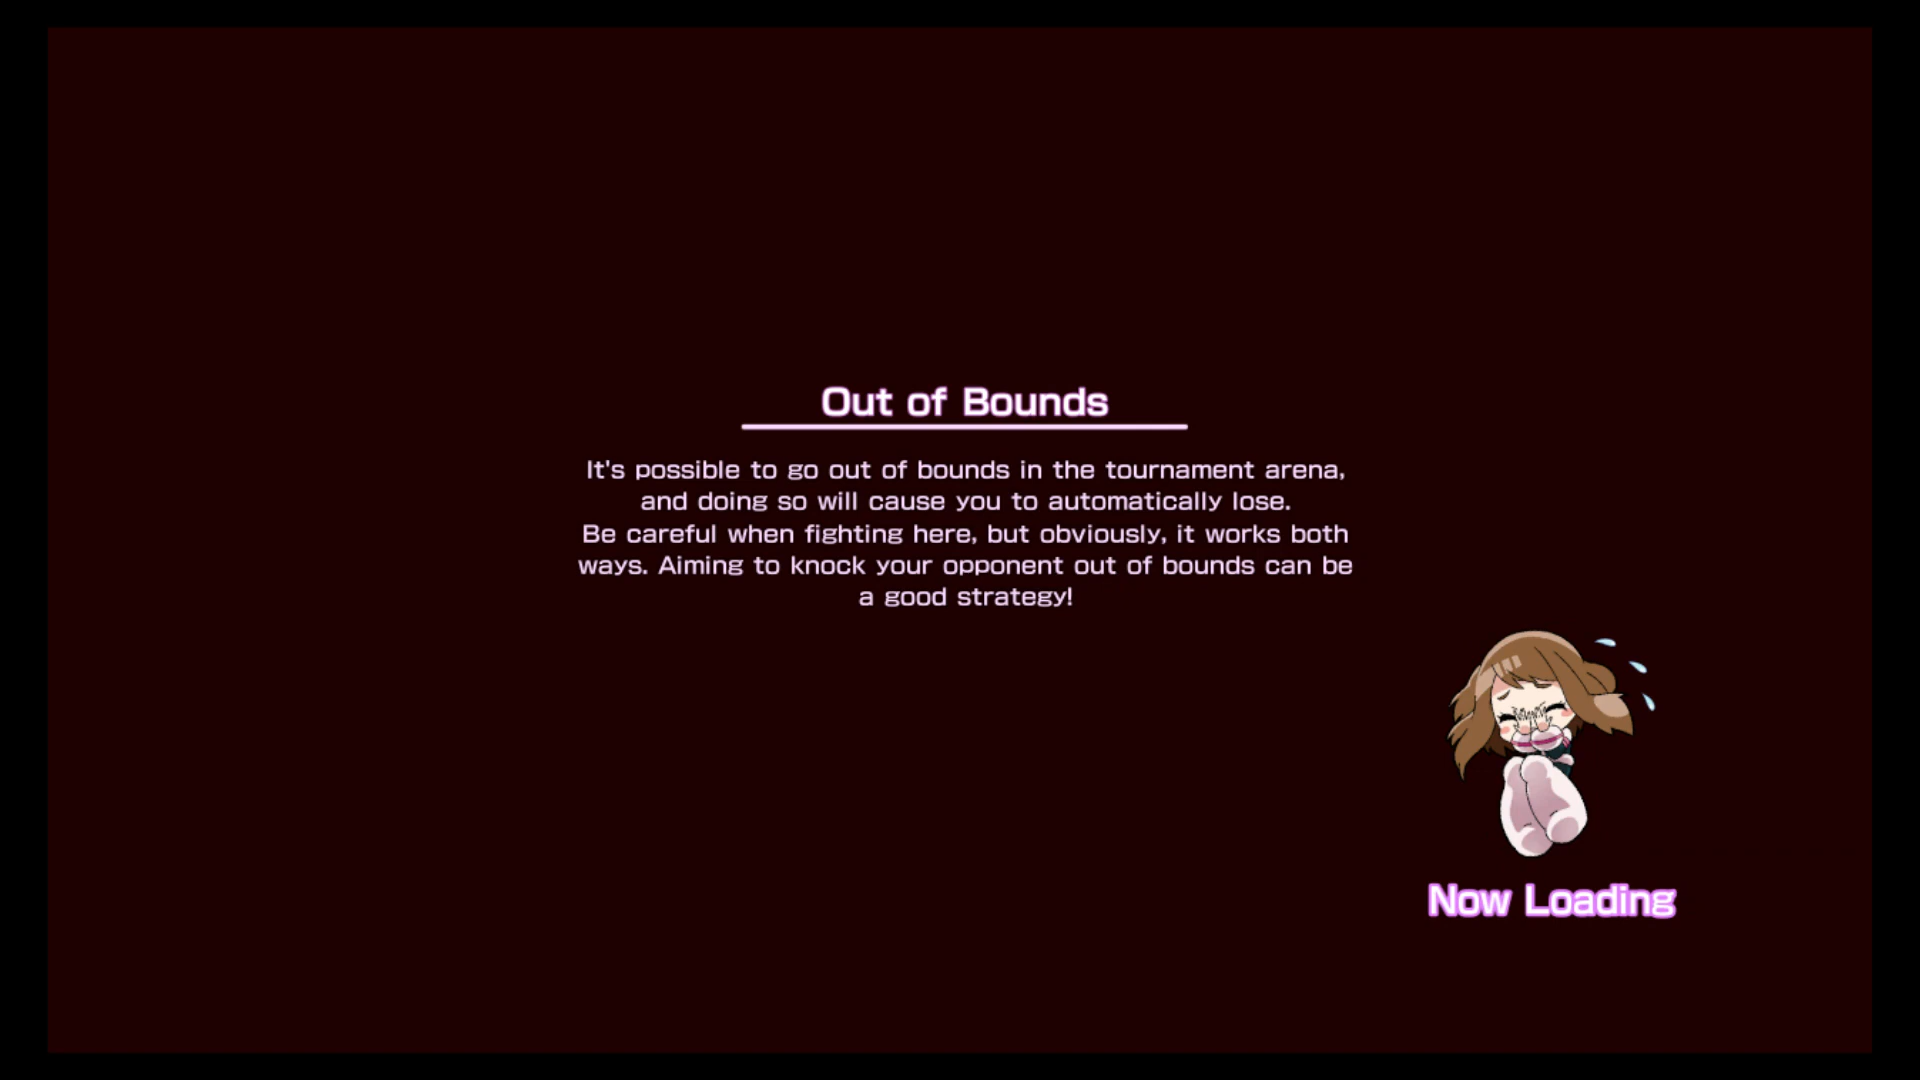 Out of Bounds
It's possible to go out of bounds in the tournament arena,
and doing so will cause you to automatically lose.
Be careful when fighting here, but obviously, it works both
ways. Aiming to knock your opponent out of bounds can be
a good strategy!
Now Loading